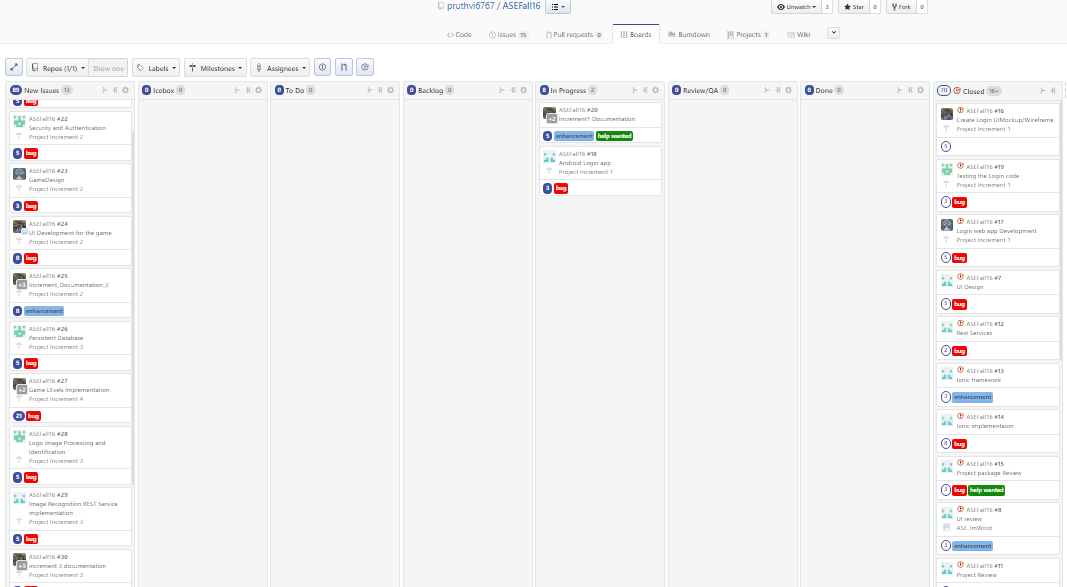 pruthvi6767 / ASEFall16
Unwatch 3 Star 0 Fork 0
Code Issues 15 Pull requests 0 Boards Burndown Projects 1 Wiki
Repos (1/1) Show one Labels Milestones Assignees
89 New Issues 13
5 bug
ASEFall16 #22
Security and Authentication
Project Increment 2
5 bug
ASEFall16 #23
GameDesign
Project Increment 2
3 bug
ASEFall16 #24
UI Development for the game
Project Increment 2
8 bug
ASEFall16 #25
Increment_Documentation_2
+3
Project Increment 2
8 enhancement
ASEFall16 #26
Persistent Database
Project Increment 3
5 bug
ASEFall16 #27
Game LEvels Implementation
+2
Project Increment 4
21 bug
ASEFall16 #28
Logo image Processing and
Identification
Project Increment 3
5 bug
ASEFall16 #29
Image Recognition REST Service
implementation
Project Increment 3
5 bug
ASEFall16 #30
increment 3 documentation
+3
Project Increment 3
0 Icebox 0
0 To Do 0
0 Backlog 0
8 In Progress 2
ASEFall16 #20
Increment1 Documentation
+2
5 enhancement help wanted
ASEFall16 #18
Android Login app
Project Increment 1
3 bug
0 Review/QA 0
0 Done 0
70 Closed 18+
ASEFall16 #16
Create Login UIMockup/Wireframe
Project Increment 1
5
ASEFall16 #19
Testing the Login code
Project Increment 1
3 bug
ASEFall16 #17
Login web app Development
Project Increment 1
5 bug
ASEFall16 #7
UI Design
5 bug
ASEFall16 #12
Rest Services
2 bug
ASEFall16 #13
Ionic framework
3 enhancement
ASEFall16 #14
Ionic implementaion
8 bug
ASEFall16 #15
Project package Review
3 bug help wanted
ASEFall16 #8
UI review
ASE_ImWord
3 enhancement
ASEFall16 #11
Project Review